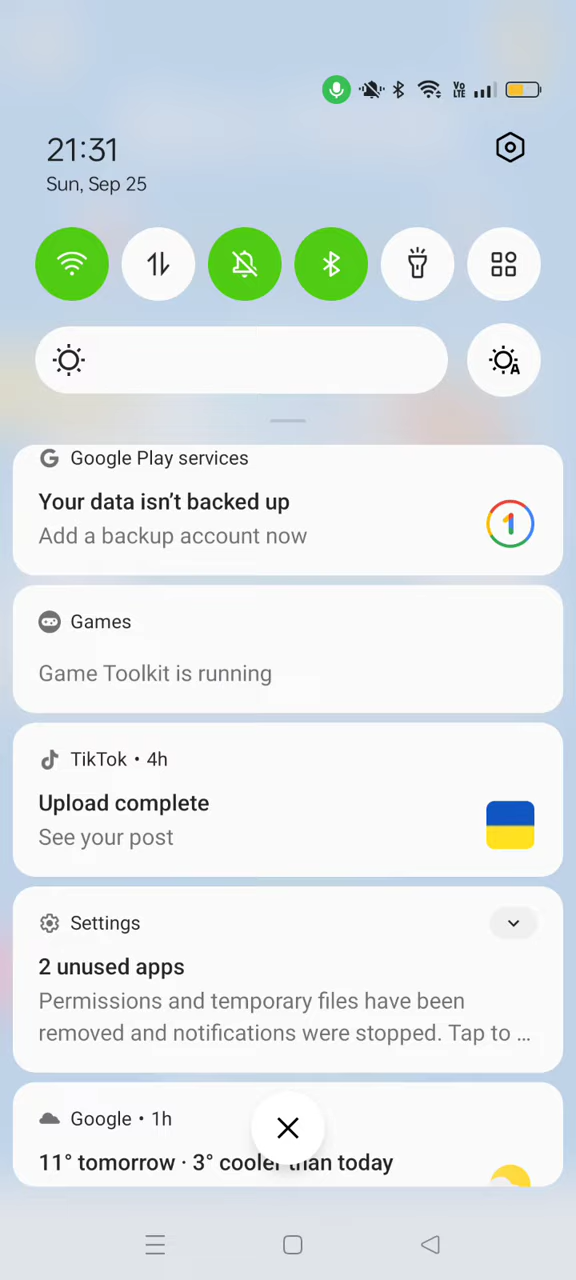 Vo
LTE
21:31
Sun, Sep 25
A
Google Play services
Your data isn’t backed up
Add a backup account now
Games
Game Toolkit is running
TikTok • 4h
Upload complete
See your post
Settings
2 unused apps
Permissions and temporary files have been
removed and notifications were stopped. Tap to ...
Google • 1h
11° tomorrow · 3° cooler than today